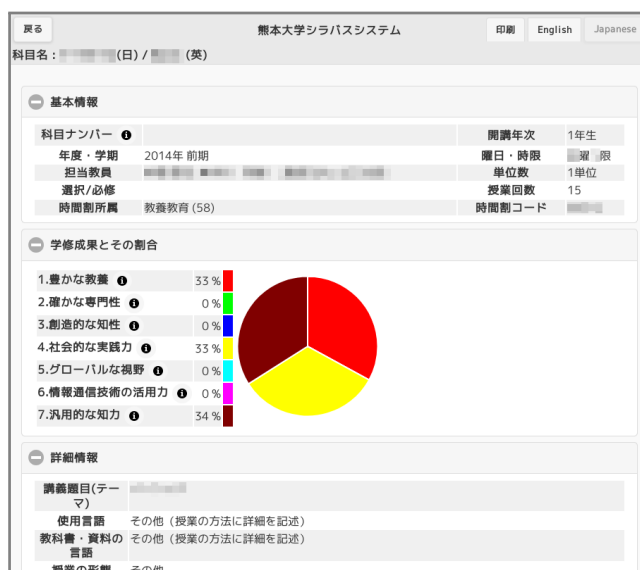 戻る 熊本大学シラバスシステム 印刷 English Japanese
科目名： (日) / (英)
基本情報
科目ナンバー 開講年次 1年生
年度・学期 2014年 前期 曜日・時限 曜 限
担当教員 単位数 1単位
選択/必修 授業回数 15
時間割所属 教養教育 (58) 時間割コード
学修成果とその割合
1.豊かな教養 33 %
2.確かな専門性 0 %
3.創造的な知性 0 %
4.社会的な実践力 33 %
5.グローバルな視野 0 %
6.情報通信技術の活用力 0 %
7.汎用的な知力 34 %
詳細情報
講義題目(テー
マ)
使用言語 その他（授業の方法に詳細を記述）
教科書・資料の その他（授業の方法に詳細を記述）
言語
授業の形態 その他